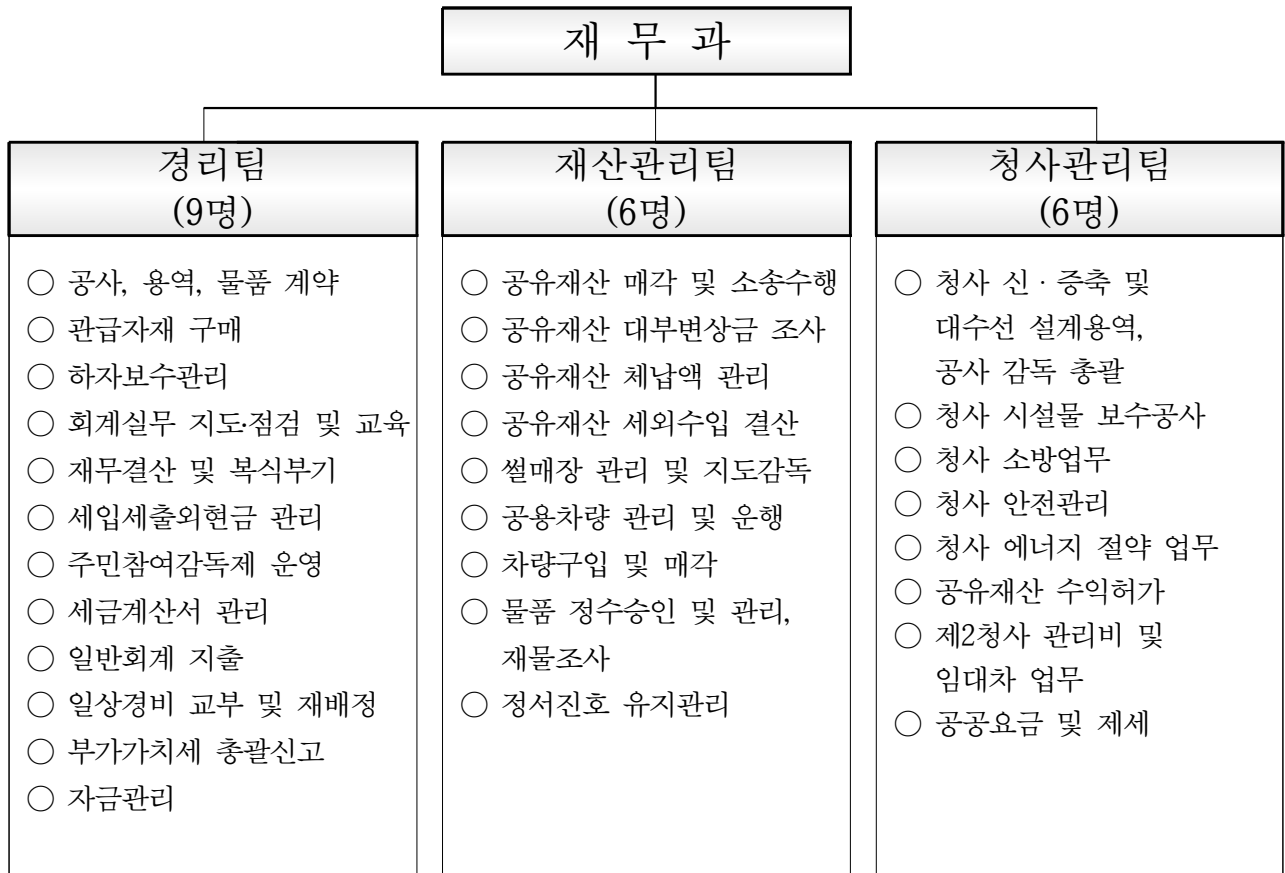 재 무 과
경리팀
(9명)
○ 공사, 용역, 물품 계약
○ 관급자재 구매
○ 하자보수관리
○ 회계실무 지도·점검 및 교육
○ 재무결산 및 복식부기
○ 세입세출외현금 관리
○ 주민참여감독제 운영
○ 세금계산서 관리
○ 일반회계 지출
○ 일상경비 교부 및 재배정
○ 부가가치세 총괄신고
○ 자금관리
재산관리팀
(6명)
○ 공유재산 매각 및 소송수행
○ 공유재산 대부변상금 조사
○ 공유재산 체납액 관리
○ 공유재산 세외수입 결산
○ 썰매장 관리 및 지도감독
○ 공용차량 관리 및 운행
○ 차량구입 및 매각
○ 물품 정수승인 및 관리,
재물조사
○ 정서진호 유지관리
청사관리팀
(6명)
○ 청사 신 · 증축 및
대수선 설계용역,
공사 감독 총괄
○ 청사 시설물 보수공사
○ 청사 소방업무
○ 청사 안전관리
○ 청사 에너지 절약 업무
○ 공유재산 수익허가
○ 제2청사 관리비 및
임대차 업무
○ 공공요금 및 제세